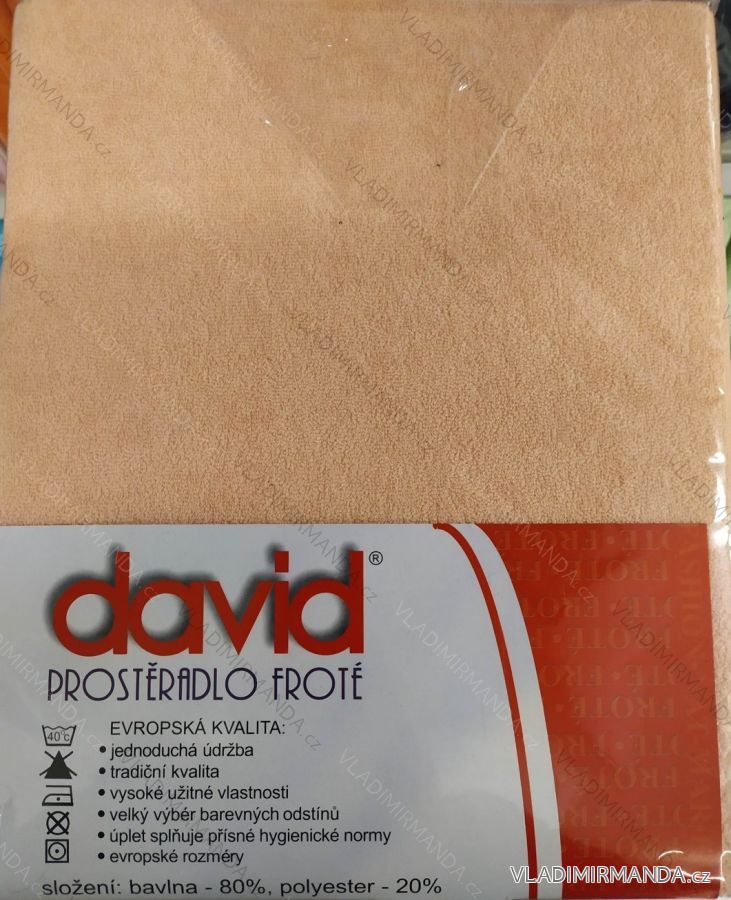 david®
PROSTĚRADLO FROTÉ
40°C
EVROPSKÁ KVALITA:
• jednoduchá údržba
• tradiční kvalita
• vysoké užitné vlastnosti
• velký výběr barevných odstínů
• úplet splňuje přísné hygienické normy
• evropské rozměry
složení: bavlna - 80%, polyester - 20%
VLADIMIRMANDA.cz